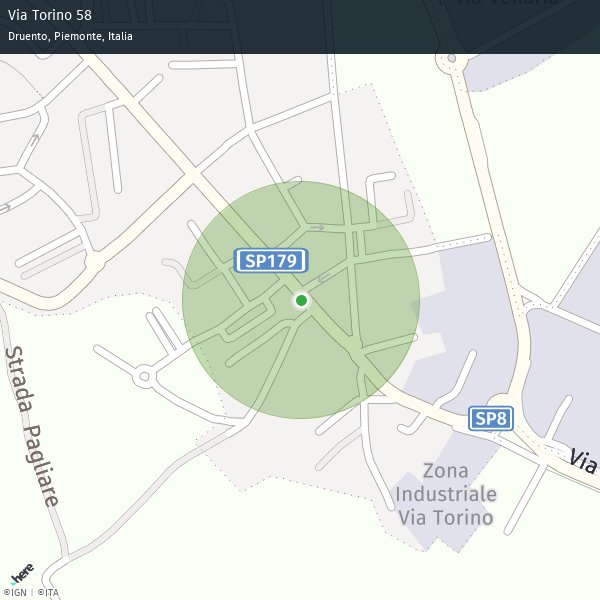 Via Torino 58
Druento, Piemonte, Italia
Via Venaria
SP179
Strada Pagliare
SP8
Via
Zona
Industriale
Via Torino
here
©IGN | ©ITA